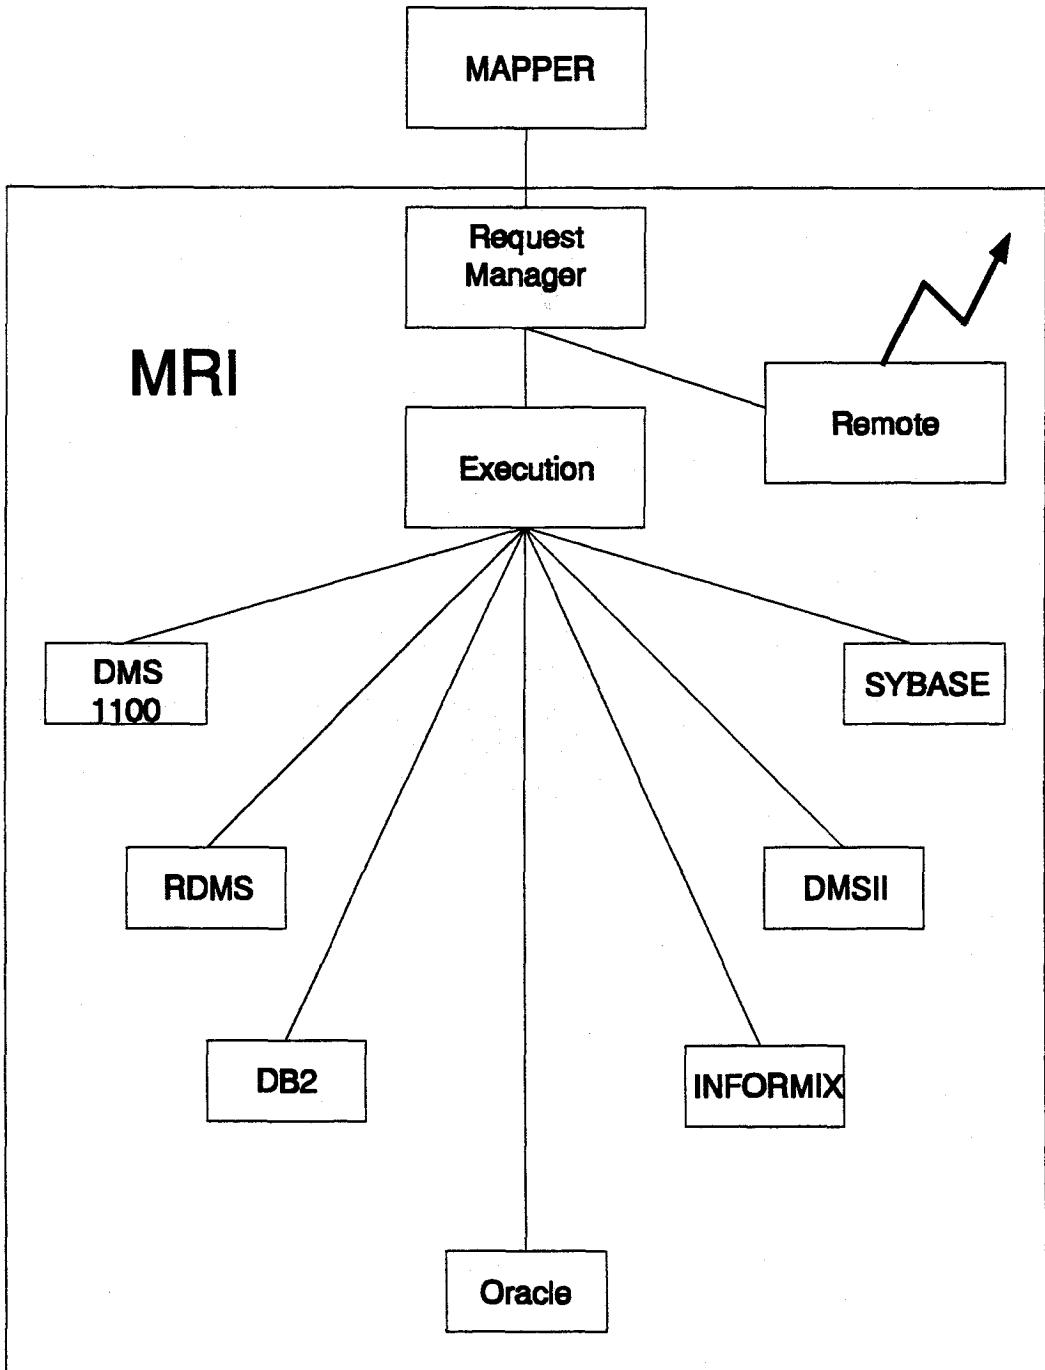 MAPPER
Request
Manager
MRI
Remote
Execution
DMS
1100
SYBASE
RDMS
DMSII
DB2
INFORMIX
Oracle